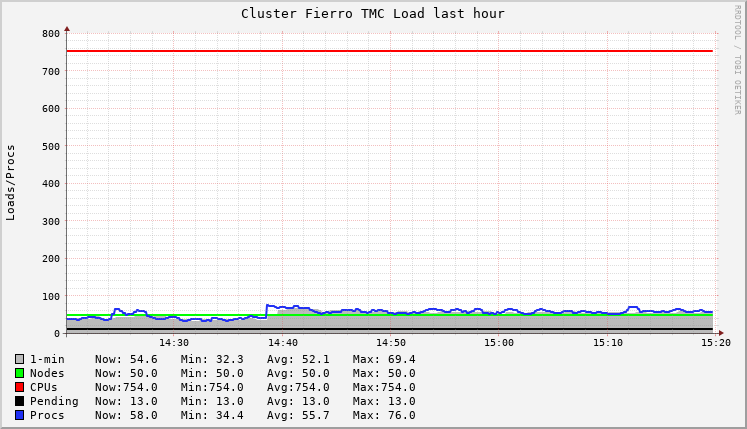 Cluster Fierro TMC Load last hour
RRDTOOL / TOBI OETIKER
Loads/Procs
800
700
600
500
400
300
200
100
0
14:30 14:40 14:50 15:00 15:10 15:20
1-min Now: 54.6 Min: 32.3 Avg: 52.1 Max: 69.4
Nodes Now: 50.0 Min: 50.0 Avg: 50.0 Max: 50.0
CPUs Now:754.0 Min:754.0 Avg:754.0 Max:754.0
Pending Now: 13.0 Min: 13.0 Avg: 13.0 Max: 13.0
Procs Now: 58.0 Min: 34.4 Avg: 55.7 Max: 76.0